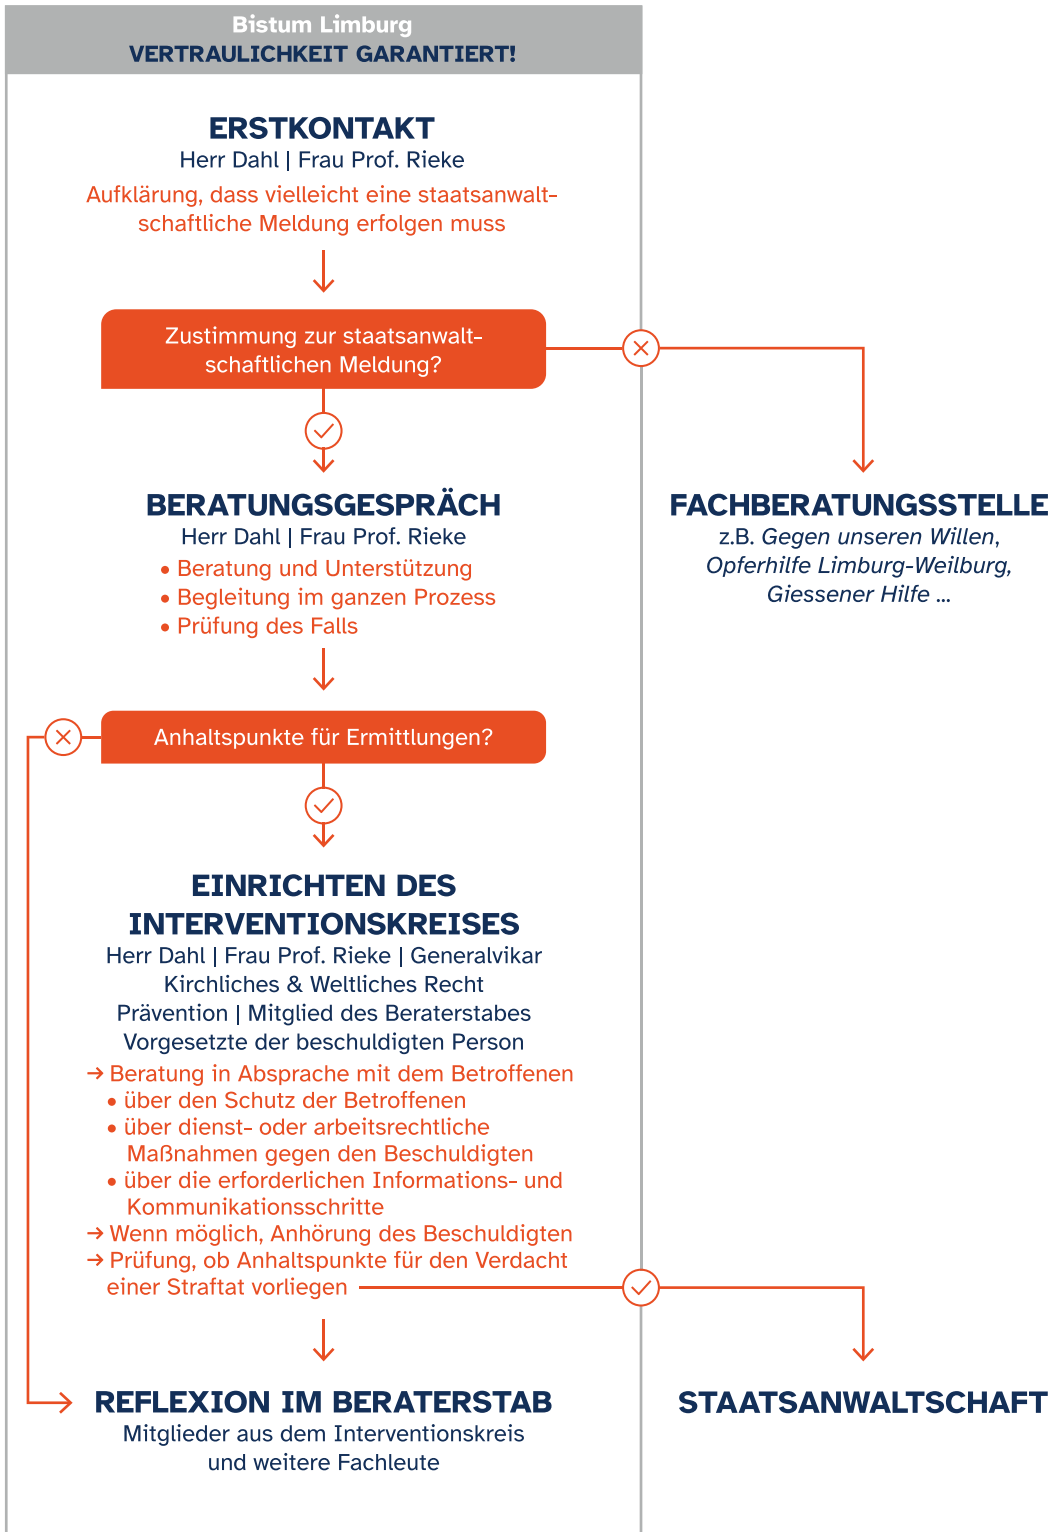 Bistum Limburg
VERTRAULICHKEIT GARANTIERT!
ERSTKONTAKT
Herr Dahl | Frau Prof. Rieke
Aufklärung, dass vielleicht eine staatsanwalt-
schaftliche Meldung erfolgen muss
Zustimmung zur staatsanwalt-
schaftlichen Meldung?
BERATUNGSGESPRÄCH
Herr Dahl | Frau Prof. Rieke
• Beratung und Unterstützung
• Begleitung im ganzen Prozess
• Prüfung des Falls
FACHBERATUNGSSTELLE
z.B. Gegen unseren Willen,
Opferhilfe Limburg-Weilburg,
Giessener Hilfe ...
Anhaltspunkte für Ermittlungen?
EINRICHTEN DES
INTERVENTIONSKREISES
Herr Dahl | Frau Prof. Rieke | Generalvikar
Kirchliches & Weltliches Recht
Prävention | Mitglied des Beraterstabes
Vorgesetzte der beschuldigten Person
→ Beratung in Absprache mit dem Betroffenen
• über den Schutz der Betroffenen
• über dienst- oder arbeitsrechtliche
Maßnahmen gegen den Beschuldigten
• über die erforderlichen Informations- und
Kommunikationsschritte
→ Wenn möglich, Anhörung des Beschuldigten
→ Prüfung, ob Anhaltspunkte für den Verdacht
einer Straftat vorliegen
REFLEXION IM BERATERSTAB
Mitglieder aus dem Interventionskreis
und weitere Fachleute
STAATSANWALTSCHAFT